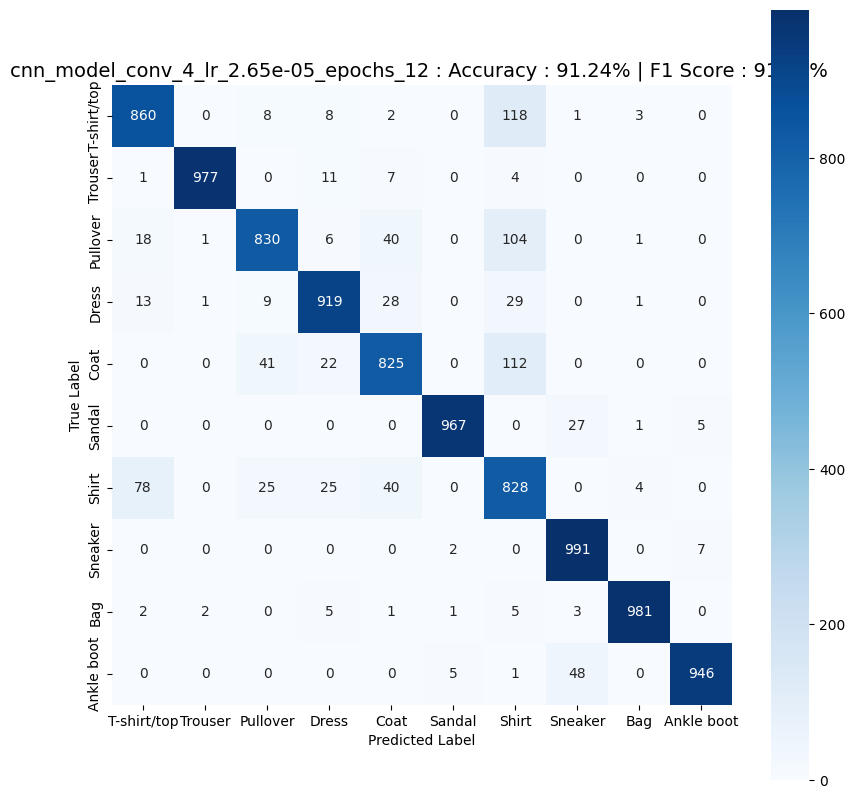 cnn_model_conv_4_lr_2.65e-05_epochs_12 : Accuracy : 91.24% | F1 Score : %
T-shirt/top 860 0 8 8 2 0 118 1 3 0
Trouser 1 977 0 11 7 0 4 0 0 0
Pullover 18 1 830 6 40 0 104 0 1 0
Dress 13 1 9 919 28 0 29 0 1 0
Coat 0 0 41 22 825 0 112 0 0 0
Sandal 0 0 0 0 0 967 0 27 1 5
Shirt 78 0 25 25 40 0 828 0 4 0
Sneaker 0 0 0 0 0 2 0 991 0 7
Bag 2 2 0 5 1 1 5 3 981 0
Ankle boot 0 0 0 0 0 5 1 48 0 946
True Label
T-shirt/top Trouser Pullover Dress Coat Sandal Shirt Sneaker Bag Ankle boot
Predicted Label
800
600
400
200
0